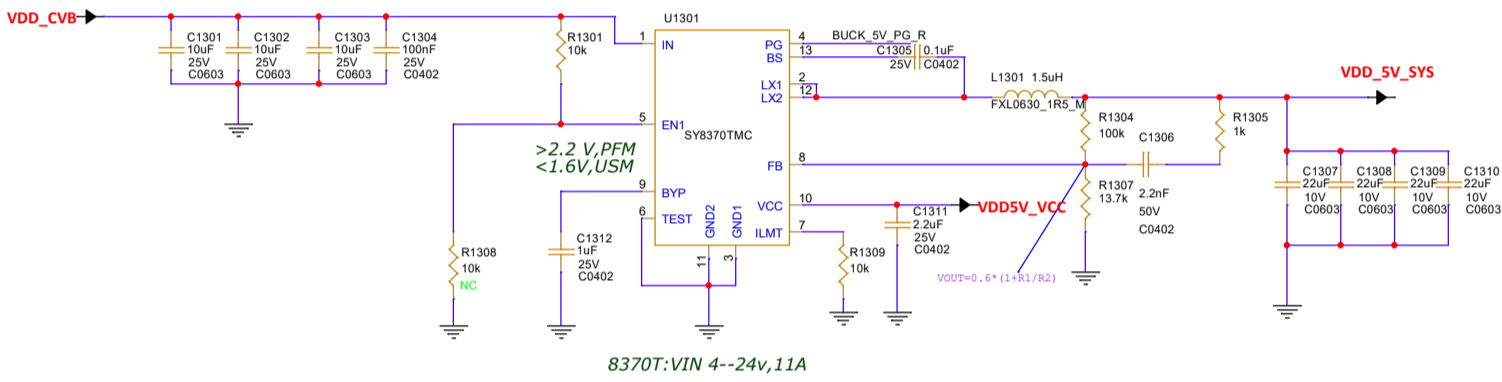 VDD_CVB
C1301
10uF
25V
C0603
C1302
10uF
25V
C0603
C1303
10uF
25V
C0603
C1304
100nF
25V
C0402
R1301
10k
U1301
1
IN
5
EN1
SY8370TMC
>2.2 V,PFM
<1.6V,USM
9
BYP
6
TEST
GND2
GND1
11
3
PG
4
BS
13
LX1
2
LX2
12
FB
8
VCC
10
ILMT
7
BUCK_5V_PG_R
C1305
0.1uF
25V
C0402
L1301 1.5uH
FXL0630_1R5_M
VDD_5V_SYS
R1304
100k
C1306
2.2nF
50V
C0402
R1305
1k
R1307
13.7k
VDD5V_VCC
C1311
2.2uF
25V
C0402
R1309
10k
VOUT=0.6*(1+R1/R2)
C1307
22uF
10V
C0603
C1308
22uF
10V
C0603
C1309
22uF
10V
C0603
C1310
22uF
10V
C0603
R1308
10k
NC
C1312
1uF
25V
C0402
8370T:VIN 4--24v,11A